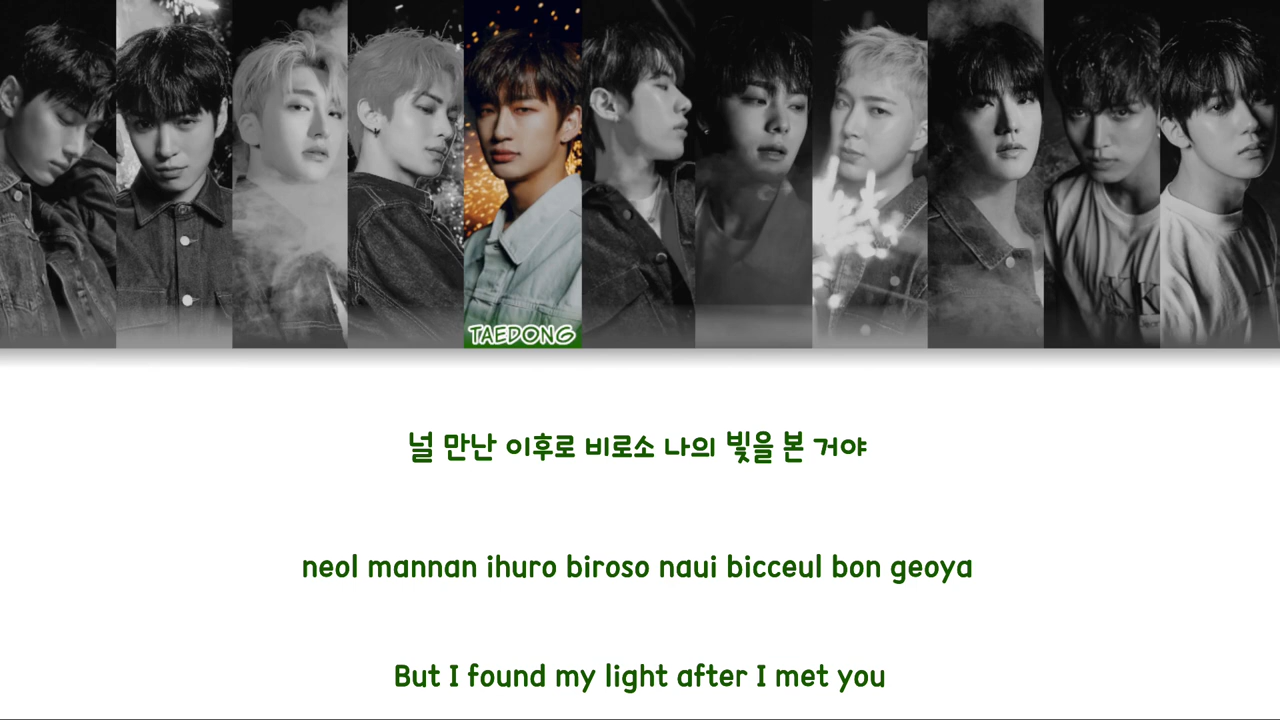 TAEDONG
널 만난 이후로 비로소 나의 빛을 본 거야
neol mannan ihuro biroso naui bicceul bon geoya
But I found my light after I met you